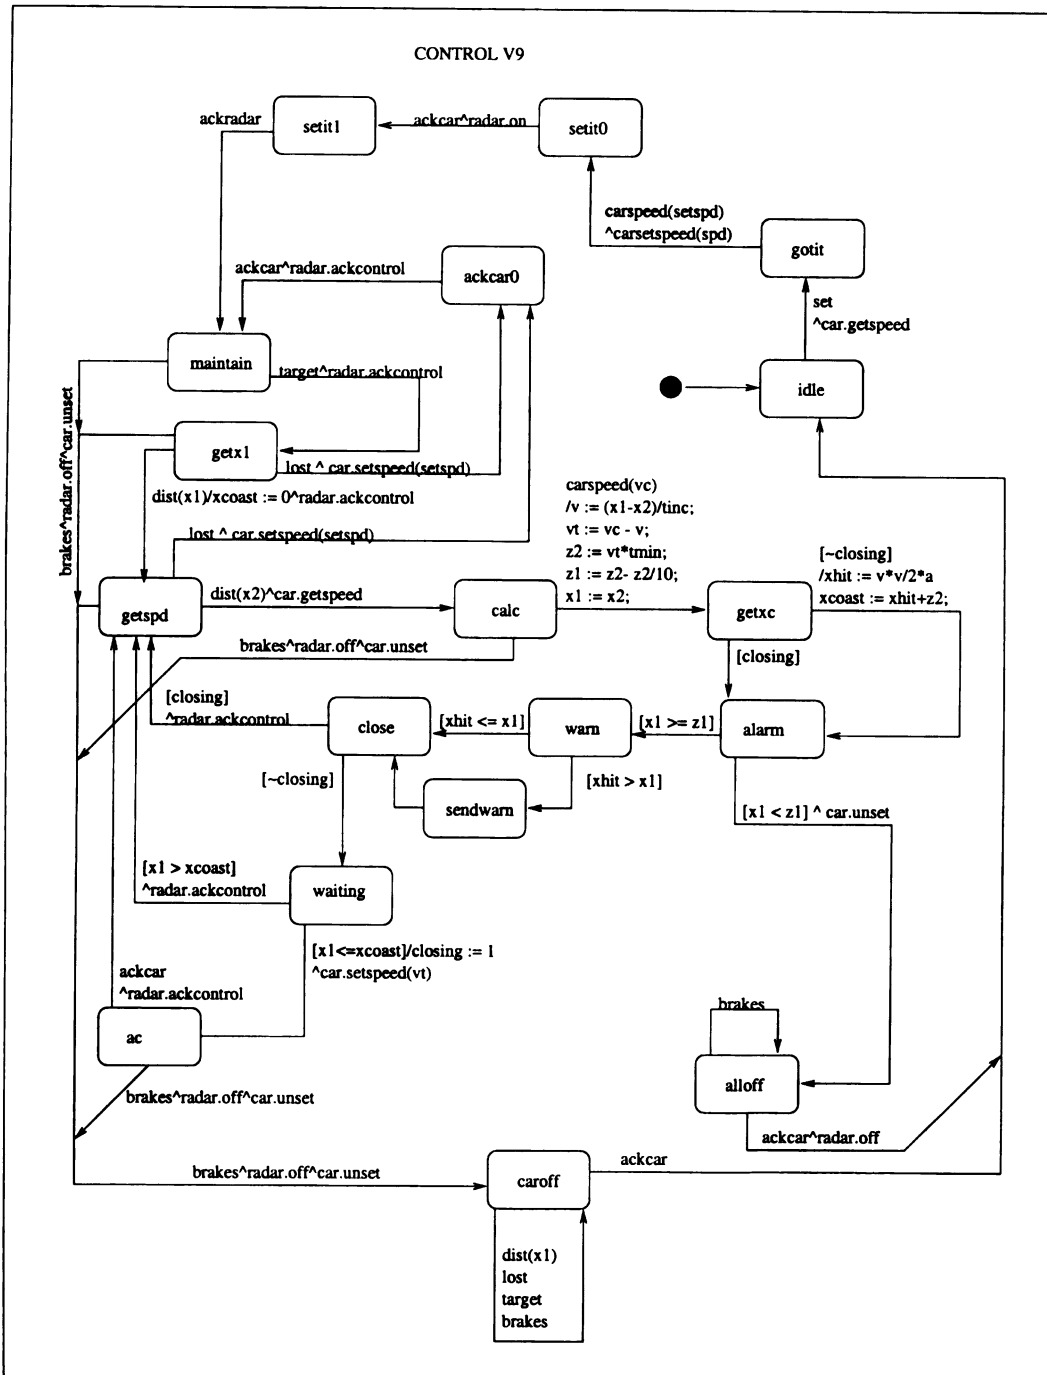 CONTROL V9
ackradar
setit1
ackcar^radar.on
setit0
carspeed(setspd)
^carsetspeed(spd)
gotit
ackcar^radar.ackcontrol
ackcar0
set
^car.getspeed
maintain
target^radar.ackcontrol
idle
brakes^radar.off^car.unset
getx1
lost ^ car.setspeed(setspd)
dist(x1)/xcoast := 0^radar.ackcontrol
lost ^ car.setspeed(setspd)
carspeed(vc)
/v := (x1-x2)/tinc;
vt := vc - v;
z2 := vt*tmin;
z1 := z2- z2/10;
x1 := x2;
[~closing]
/xhit := v*v/2*a
xcoast := xhit+z2;
getspd
dist(x2)^car.getspeed
calc
getxc
brakes^radar.off^car.unset
[closing]
[closing]
^radar.ackcontrol
close
[xhit <= x1]
warn
[x1 >= z1]
alarm
[~closing]
sendwarn
[xhit > x1]
[x1 < z1] ^ car.unset
[x1 > xcoast]
^radar.ackcontrol
waiting
[x1<=xcoast]/closing := 1
^car.setspeed(vt)
ackcar
^radar.ackcontrol
ac
brakes
alloff
brakes^radar.off^car.unset
ackcar^radar.off
brakes^radar.off^car.unset
caroff
ackcar
dist(x1)
lost
target
brakes